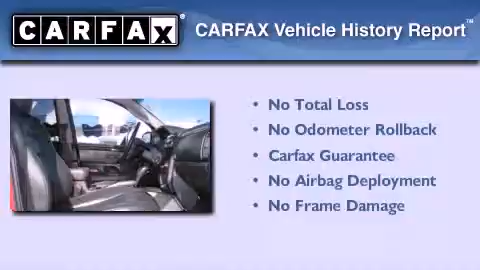 CARFAX
CARFAX Vehicle History Report™
• No Total Loss
• No Odometer Rollback
• Carfax Guarantee
• No Airbag Deployment
• No Frame Damage